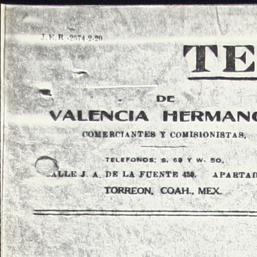 J. E. R. -2574-2-20
TE
DE
VALENCIA HERMANO
COMERCIANTES Y COMISIONISTAS,
TELEFONOS: S. 69 Y W- 50,
ALLE J. A. DE LA FUENTE 450. APARTAD
TORREON, COAH., MEX.